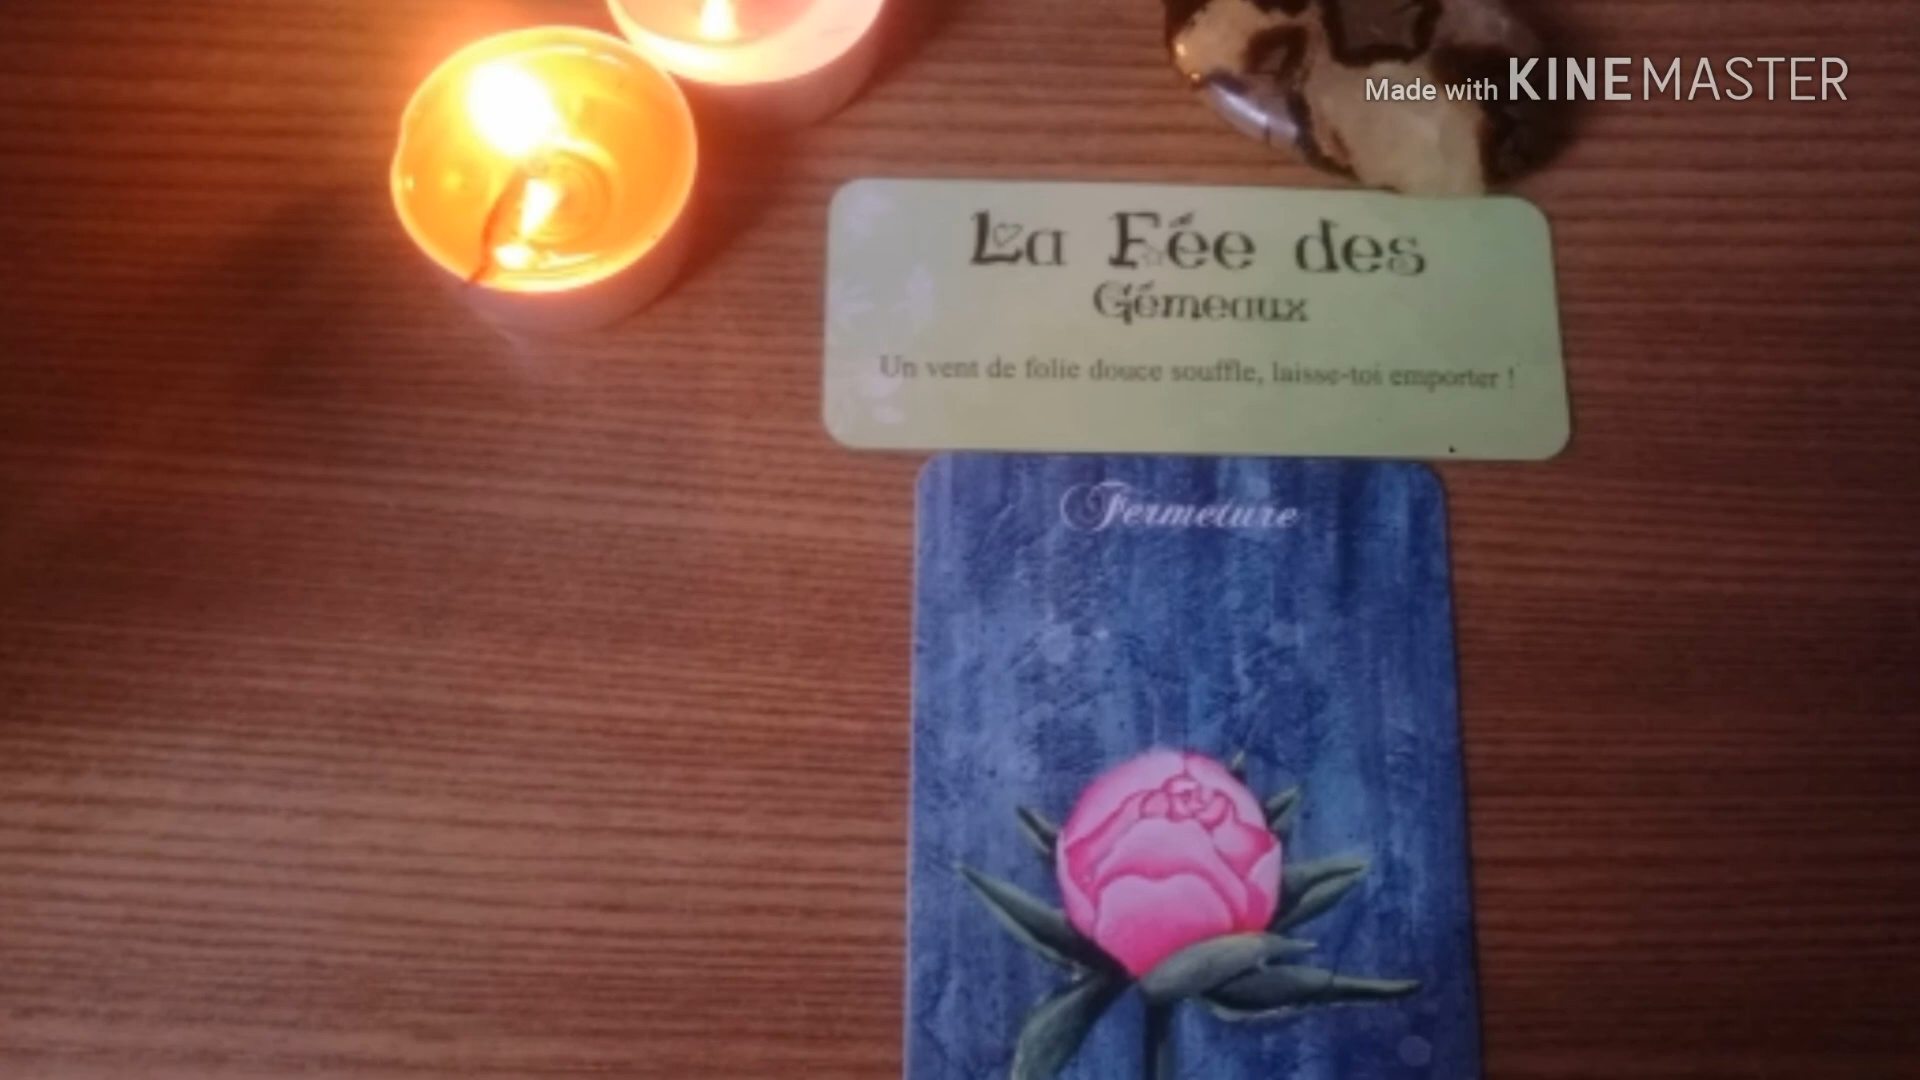 Made with KINEMASTER
La Fée des
Gémeaux
Un vent de folie douce souffle, laisse-toi emporter !
Fermeture